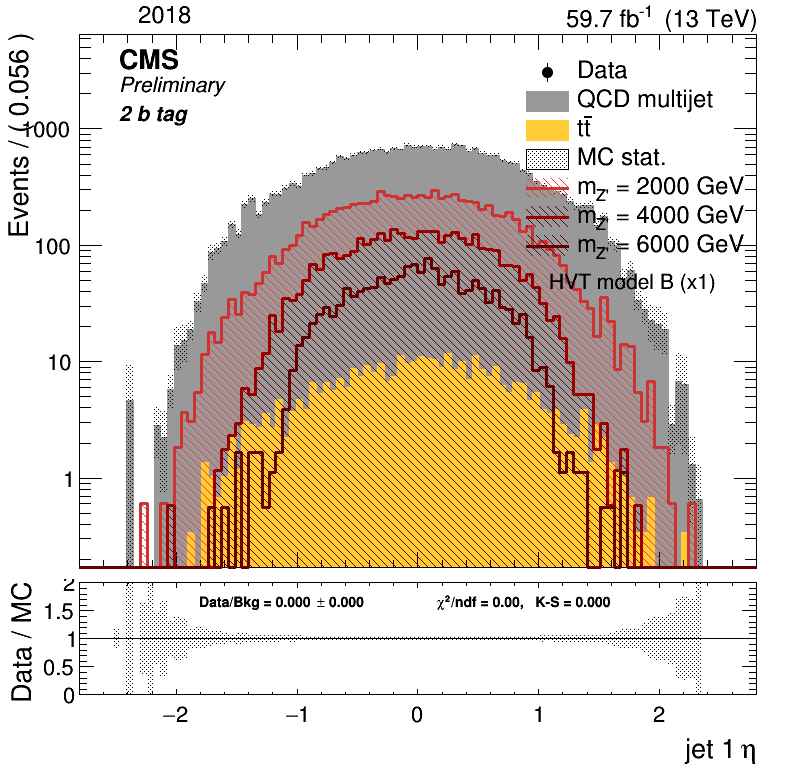 2018
59.7 fb⁻¹ (13 TeV)
CMS
Preliminary
2 b tag
Data
QCD multijet
tt̄
MC stat.
m_Z' = 2000 GeV
m_Z' = 4000 GeV
m_Z' = 6000 GeV
HVT model B (x1)
Events / ( 0.056 )
1000
100
10
1
Data / MC
2
1.5
1
0.5
0
Data/Bkg = 0.000 ± 0.000
χ²/ndf = 0.00, K-S = 0.000
−2
−1
0
1
2
jet 1 η